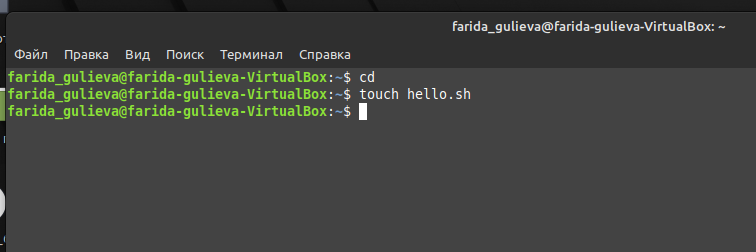 farida_gulieva@farida-gulieva-VirtualBox: ~
Файл Правка Вид Поиск Терминал Справка
farida_gulieva@farida-gulieva-VirtualBox:~$ cd
farida_gulieva@farida-gulieva-VirtualBox:~$ touch hello.sh
farida_gulieva@farida-gulieva-VirtualBox:~$